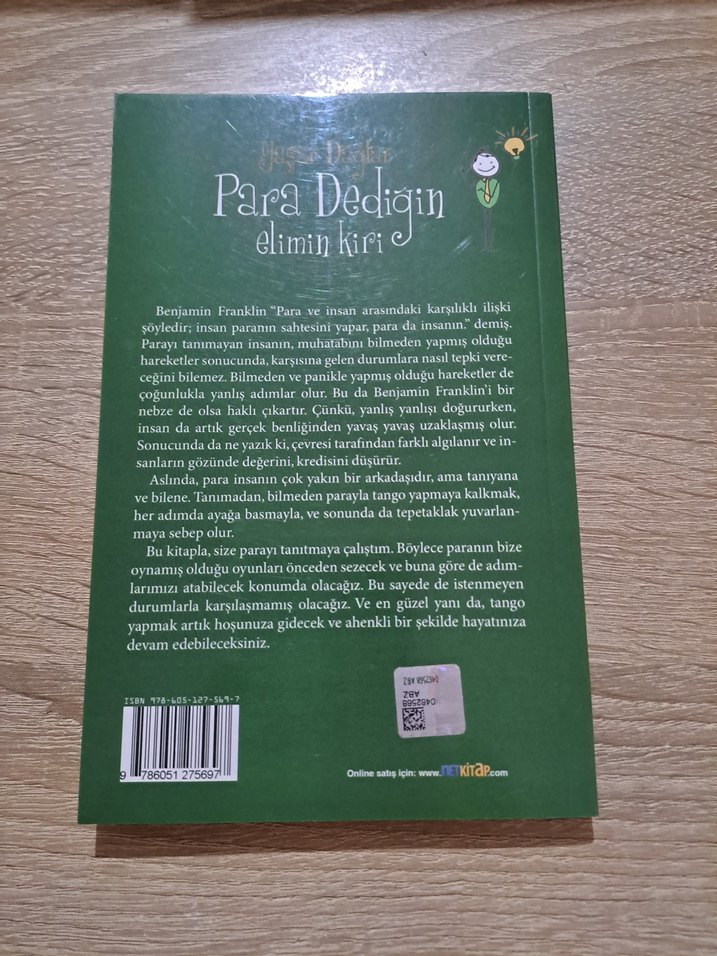 Yaşar Dağlar
Para Dediğin
elimin kiri
Benjamin Franklin “Para ve insan arasındaki karşılıklı ilişki
şöyledir; insan paranın sahtesini yapar, para da insanın.” demiş.
Parayı tanımayan insanın, muhatabını bilmeden yapmış olduğu
hareketler sonucunda, karşısına gelen durumlara nasıl tepki vere-
ceğini bilemez. Bilmeden ve panikle yapmış olduğu hareketler de
çoğunlukla yanlış adımlar olur. Bu da Benjamin Franklin’i bir
nebze de olsa haklı çıkartır. Çünkü, yanlış yanlışı doğururken,
insan da artık gerçek benliğinden yavaş yavaş uzaklaşmış olur.
Sonucunda da ne yazık ki, çevresi tarafından farklı algılanır ve in-
sanların gözünde değerini, kredisini düşürür.
Aslında, para insanın çok yakın bir arkadaşıdır, ama tanıyana
ve bilene. Tanımadan, bilmeden parayla tango yapmaya kalkmak,
her adımda ayağa basmayla, ve sonunda da tepetaklak yuvarlan-
maya sebep olur.
Bu kitapla, size parayı tanıtmaya çalıştım. Böylece paranın bize
oynamış olduğu oyunları önceden sezecek ve buna göre de adım-
larımızı atabilecek konumda olacağız. Bu sayede de istenmeyen
durumlarla karşılaşmamış olacağız. Ve en güzel yanı da, tango
yapmak artık hoşunuza gidecek ve ahenkli bir şekilde hayatınıza
devam edebileceksiniz.
ISBN 978-605-127-569-7
9 786051 275697
0462568 ABZ
ABZ
0462568
Online satış için: www.NETKİTAP.com